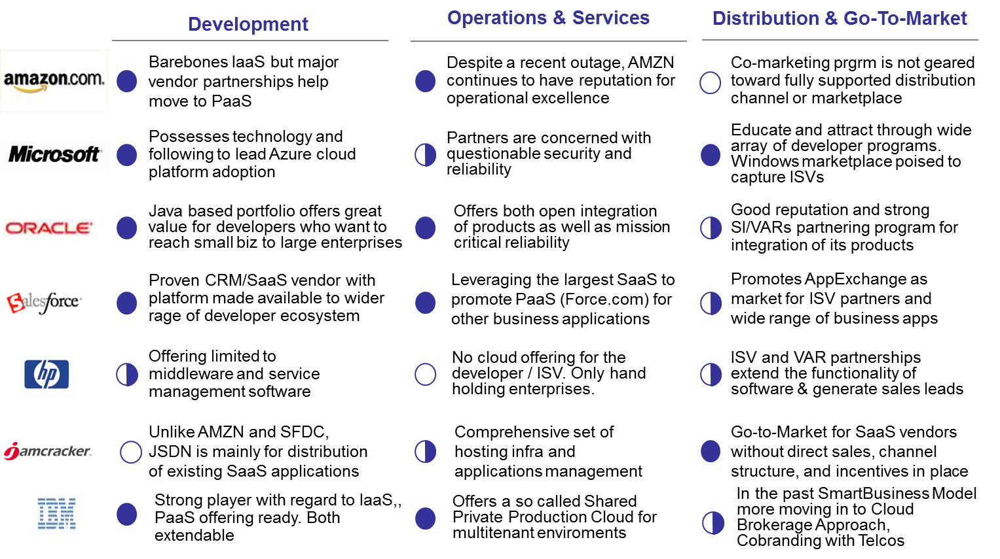 Development
Operations & Services
Distribution & Go-To-Market
amazon.com.
Barebones IaaS but major
vendor partnerships help
move to PaaS
Despite a recent outage, AMZN
continues to have reputation for
operational excellence
Co-marketing prgrm is not geared
toward fully supported distribution
channel or marketplace
Microsoft
Possesses technology and
following to lead Azure cloud
platform adoption
Partners are concerned with
questionable security and
reliability
Educate and attract through wide
array of developer programs.
Windows marketplace poised to
capture ISVs
ORACLE
Java based portfolio offers great
value for developers who want to
reach small biz to large enterprises
Offers both open integration
of products as well as mission
critical reliability
Good reputation and strong
SI/VARs partnering program for
integration of its products
salesforce
Proven CRM/SaaS vendor with
platform made available to wider
rage of developer ecosystem
Leveraging the largest SaaS to
promote PaaS (Force.com) for
other business applications
Promotes AppExchange as
market for ISV partners and
wide range of business apps
hp
Offering limited to
middleware and service
management software
No cloud offering for the
developer / ISV. Only hand
holding enterprises.
ISV and VAR partnerships
extend the functionality of
software & generate sales leads
jamcracker
Unlike AMZN and SFDC,
JSDN is mainly for distribution
of existing SaaS applications
Comprehensive set of
hosting infra and
applications management
Go-to-Market for SaaS vendors
without direct sales, channel
structure, and incentives in place
IBM
Strong player with regard to IaaS,,
PaaS offering ready. Both
extendable
Offers a so called Shared
Private Production Cloud for
multitenant enviroments
In the past SmartBusiness Model
more moving in to Cloud
Brokerage Approach,
Cobranding with Telcos